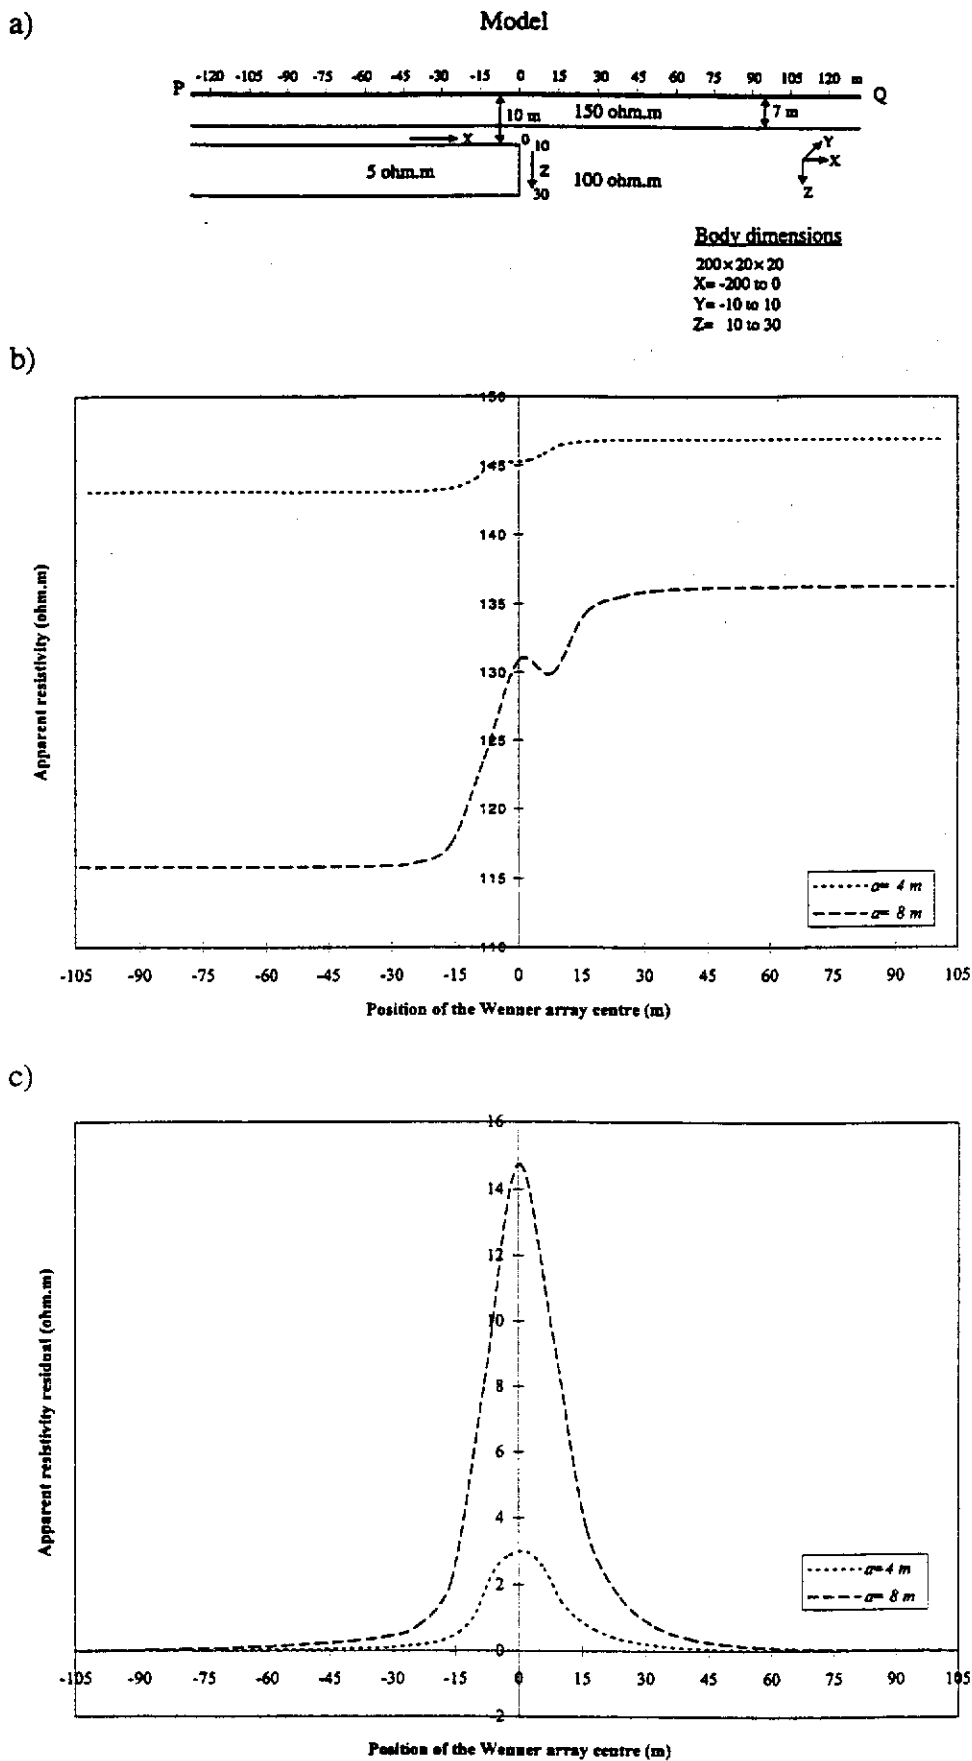 a)
Model
-120 -105 -90 -75 -60 -45 -30 -15 0 15 30 45 60 75 90 105 120 m
P Q
10 m 150 ohm.m 7 m
X 0 10
5 ohm.m Z 100 ohm.m
30
Y
X
Z
Body dimensions
200×20×20
X= -200 to 0
Y= -10 to 10
Z= 10 to 30
b)
150
145
140
135
130
125
120
115
110
Apparent resistivity (ohm.m)
a= 4 m
a= 8 m
-105 -90 -75 -60 -45 -30 -15 0 15 30 45 60 75 90 105
Position of the Wenner array centre (m)
c)
16
14
12
10
8
6
4
2
0
-2
Apparent resistivity residual (ohm.m)
a=4 m
a= 8 m
-105 -90 -75 -60 -45 -30 -15 0 15 30 45 60 75 90 105
Position of the Wenner array centre (m)